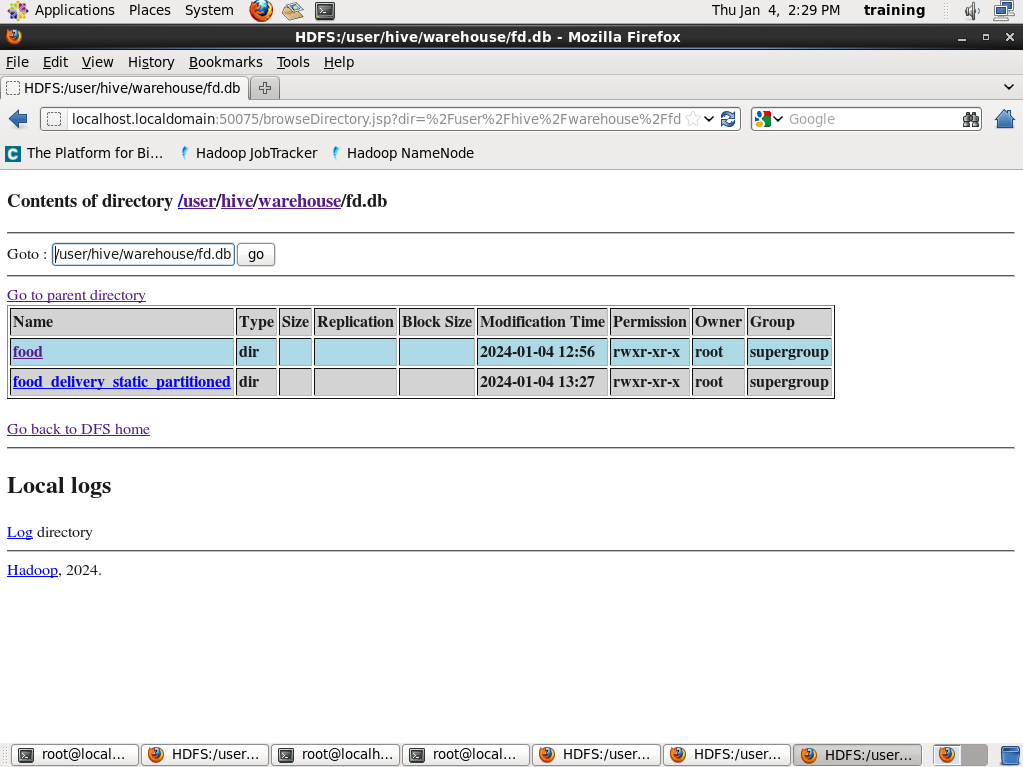 Applications Places System Thu Jan 4, 2:29 PM training
HDFS:/user/hive/warehouse/fd.db - Mozilla Firefox
File Edit View History Bookmarks Tools Help
HDFS:/user/hive/warehouse/fd.db
localhost.localdomain:50075/browseDirectory.jsp?dir=%2Fuser%2Fhive%2Fwarehouse%2Ffd Google
The Platform for Bi... Hadoop JobTracker Hadoop NameNode
Contents of directory /user/hive/warehouse/fd.db
Goto : /user/hive/warehouse/fd.db go
Go to parent directory
Name Type Size Replication Block Size Modification Time Permission Owner Group
food dir 2024-01-04 12:56 rwxr-xr-x root supergroup
food_delivery_static_partitioned dir 2024-01-04 13:27 rwxr-xr-x root supergroup
Go back to DFS home
Local logs
Log directory
Hadoop, 2024.
root@local... HDFS:/user... root@localh... root@local... HDFS:/user... HDFS:/user... HDFS:/user...